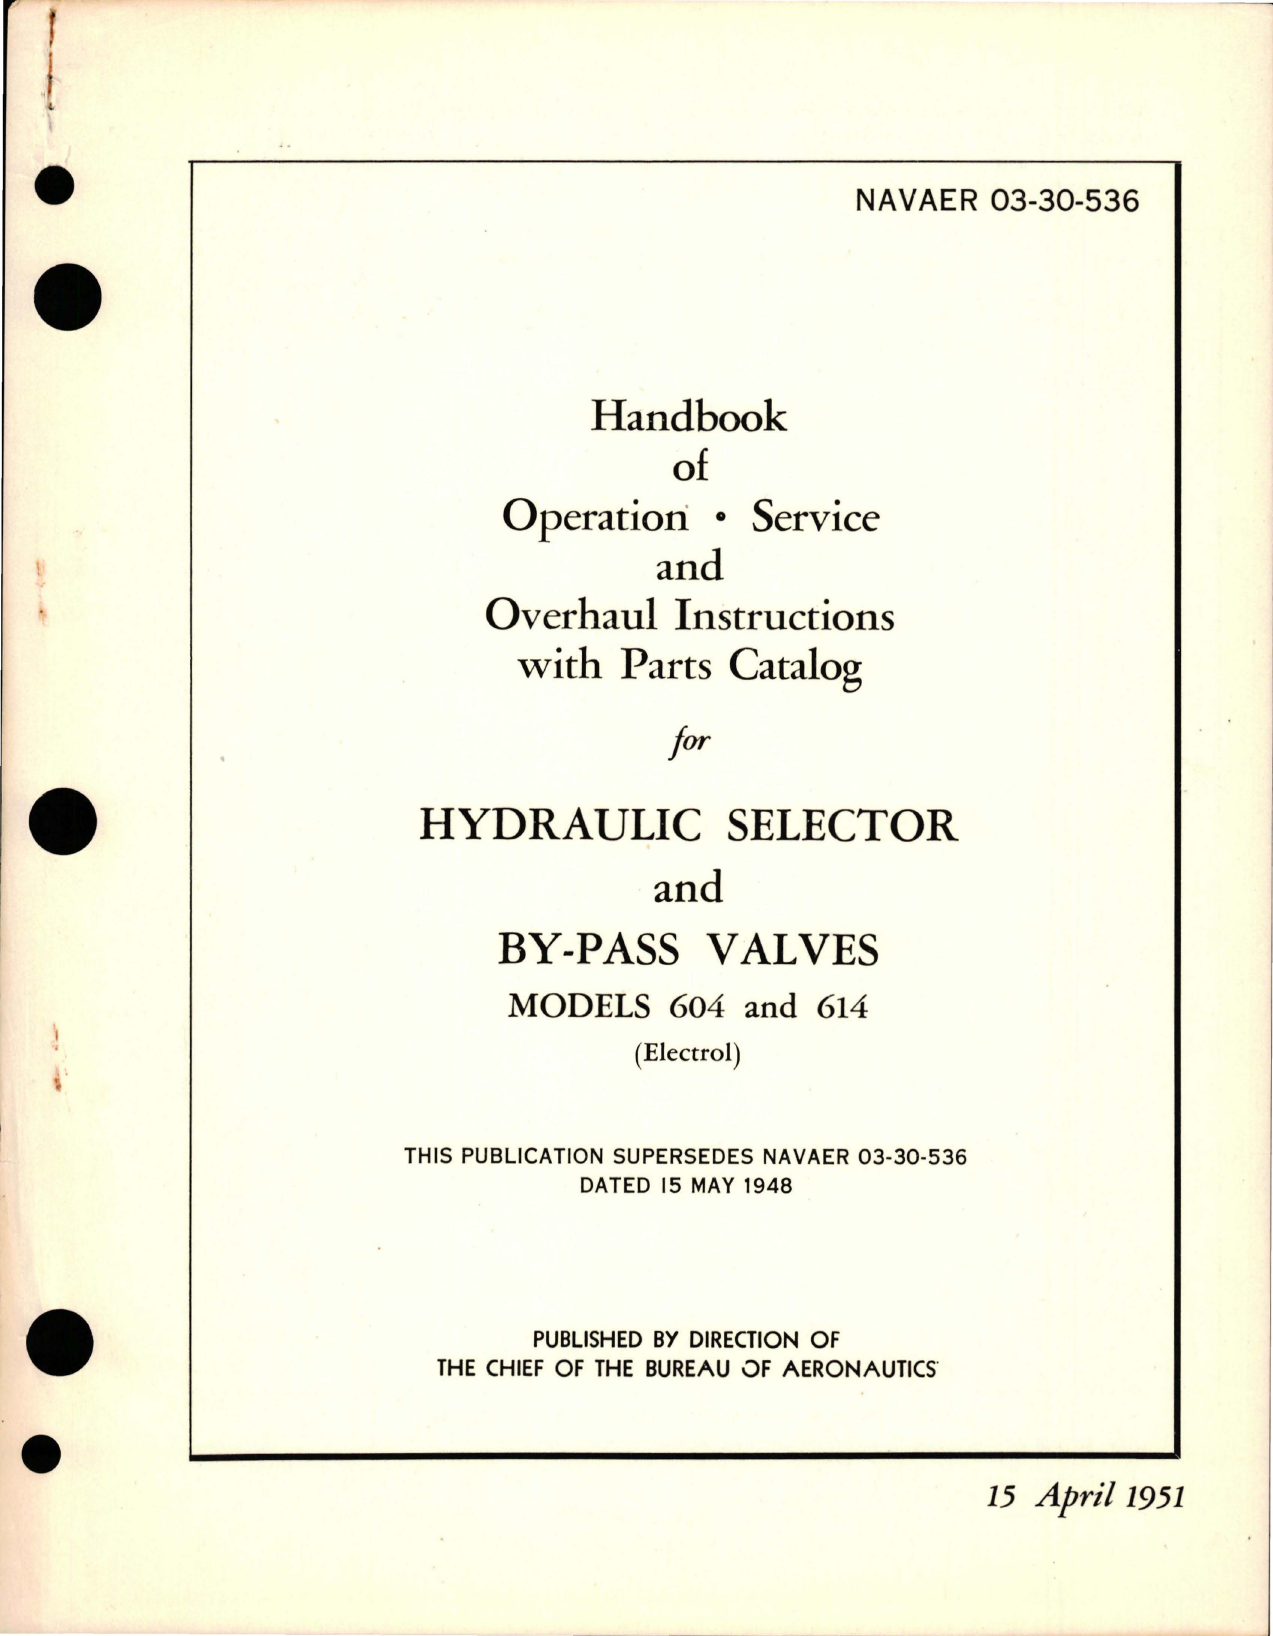 NAVAER 03-30-536
Handbook
of
Operation • Service
and
Overhaul Instructions
with Parts Catalog
for
HYDRAULIC SELECTOR
and
BY-PASS VALVES
MODELS 604 and 614
(Electrol)
THIS PUBLICATION SUPERSEDES NAVAER 03-30-536
DATED 15 MAY 1948
PUBLISHED BY DIRECTION OF
THE CHIEF OF THE BUREAU OF AERONAUTICS
15 April 1951